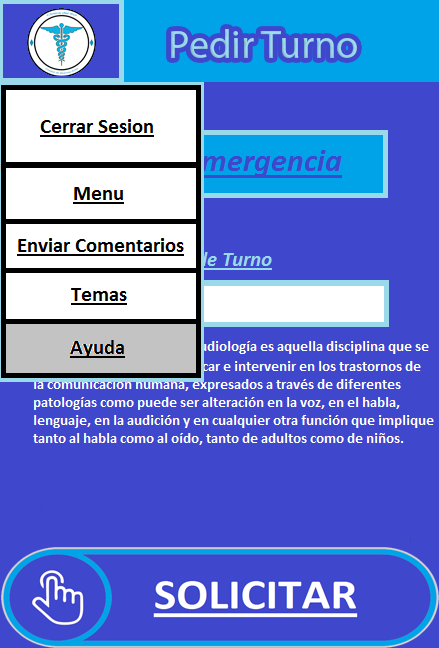 Pedir Turno
Cerrar Sesion
Menu
Enviar Comentarios
Temas
Ayuda
mergencia
de Turno
udiología es aquella disciplina que se
car e intervenir en los trastornos de
la comunicación humana, expresados a través de diferentes
patologías como puede ser alteración en la voz, en el habla,
lenguaje, en la audición y en cualquier otra función que implique
tanto al habla como al oído, tanto de adultos como de niños.
SOLICITAR